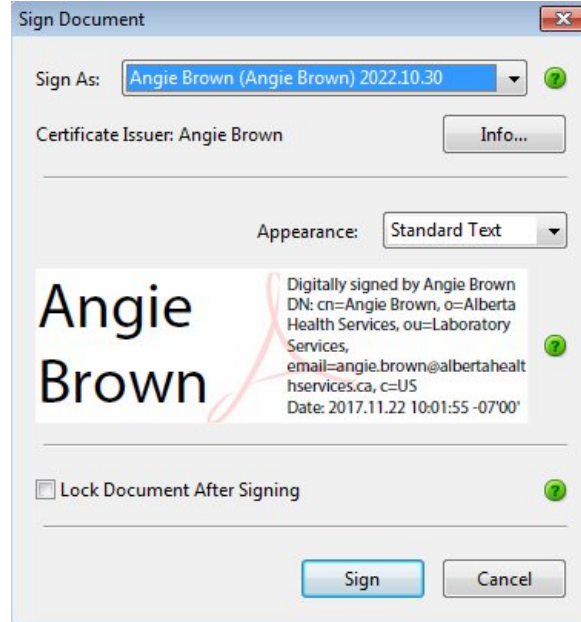 Sign Document
Sign As: Angie Brown (Angie Brown) 2022.10.30
Certificate Issuer: Angie Brown Info...
Appearance: Standard Text
Angie
Brown
Digitally signed by Angie Brown
DN: cn=Angie Brown, o=Alberta
Health Services, ou=Laboratory
Services,
email=angie.brown@albertahealt
hservices.ca, c=US
Date: 2017.11.22 10:01:55 -07'00'
Lock Document After Signing
Sign Cancel